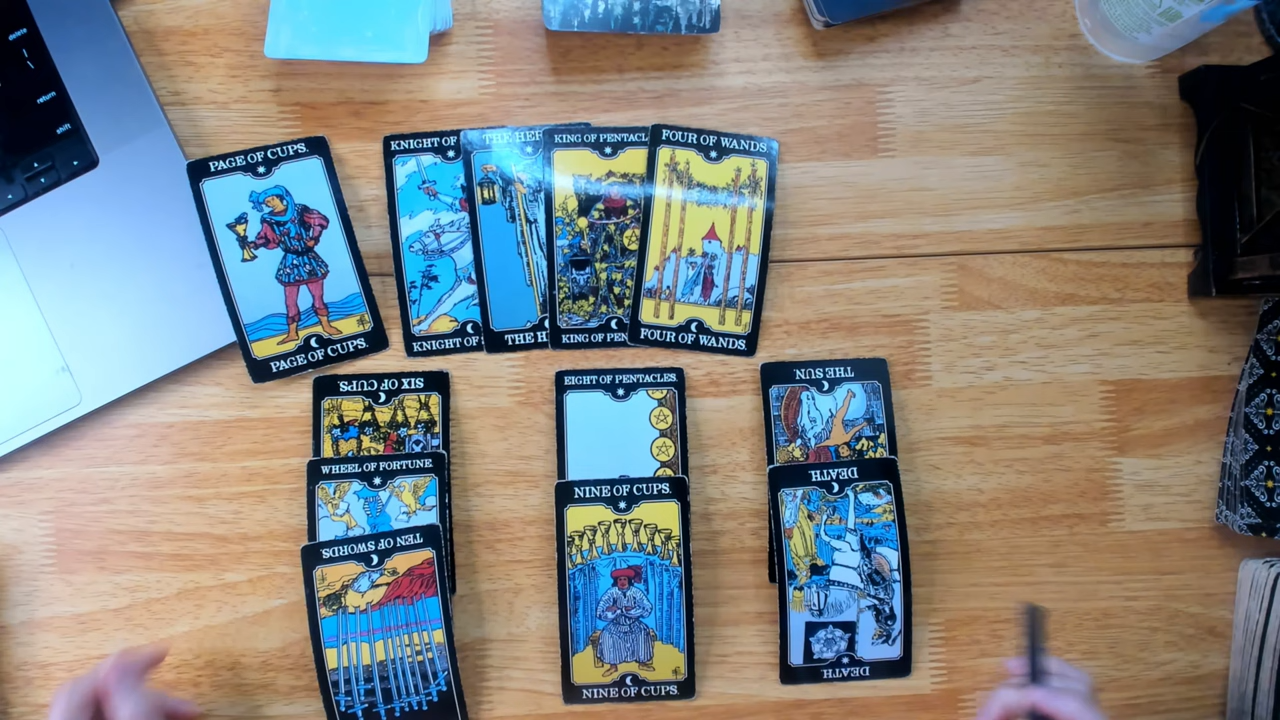 delete
return
shift
PAGE OF CUPS.
PAGE OF CUPS.
KNIGHT OF
KNIGHT OF
THE HER
THE H
KING OF PENTACL
KING OF PEN
FOUR OF WANDS.
FOUR OF WANDS.
SIX OF CUPS.
WHEEL OF FORTUNE.
TEN OF SWORDS.
EIGHT OF PENTACLES.
NINE OF CUPS.
NINE OF CUPS.
THE SUN.
DEATH
DEATH